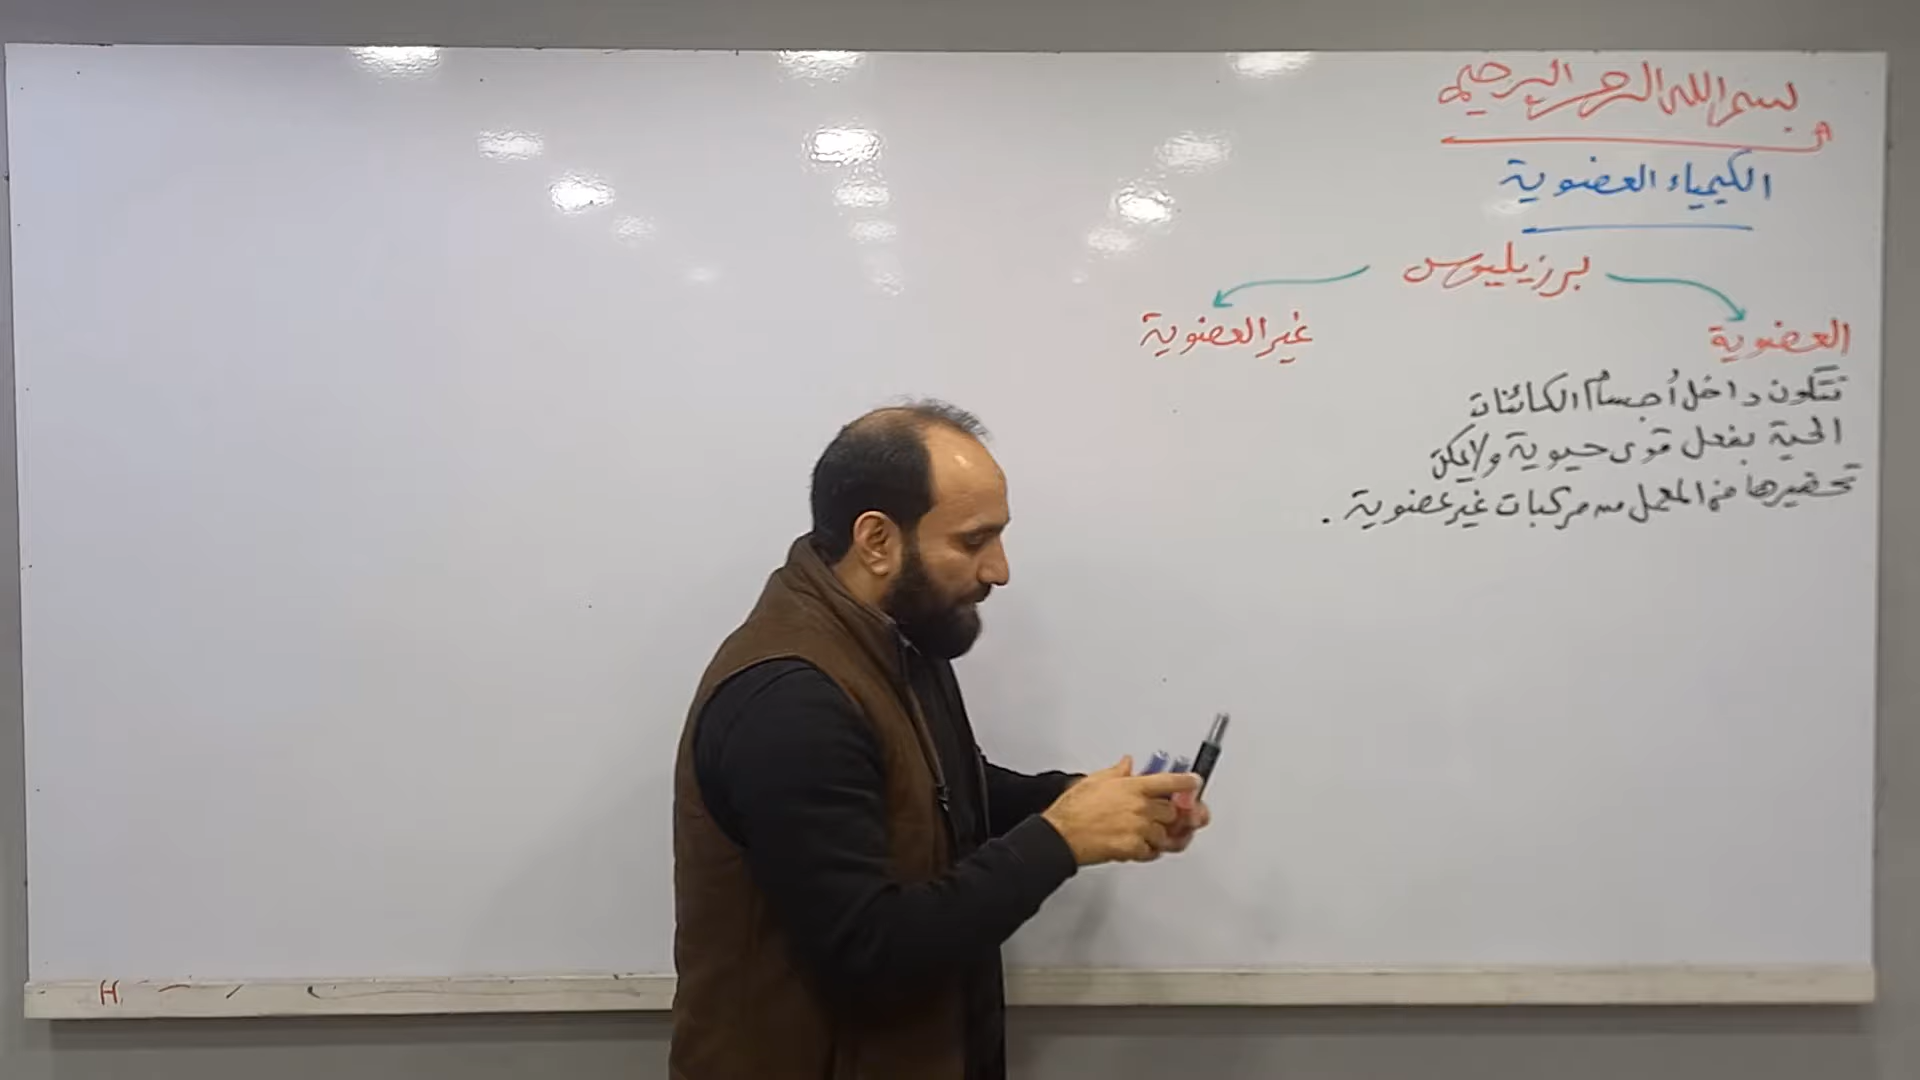 بسم الله الرحمن الرحيم
الكيمياء العضوية
برزيليوس
العضوية
غير العضوية
تتكون داخل أجسام الكائنات
الحية بفعل قوى حيوية ولا يمكن
تحضيرها في المعمل من مركبات غير عضوية .
H